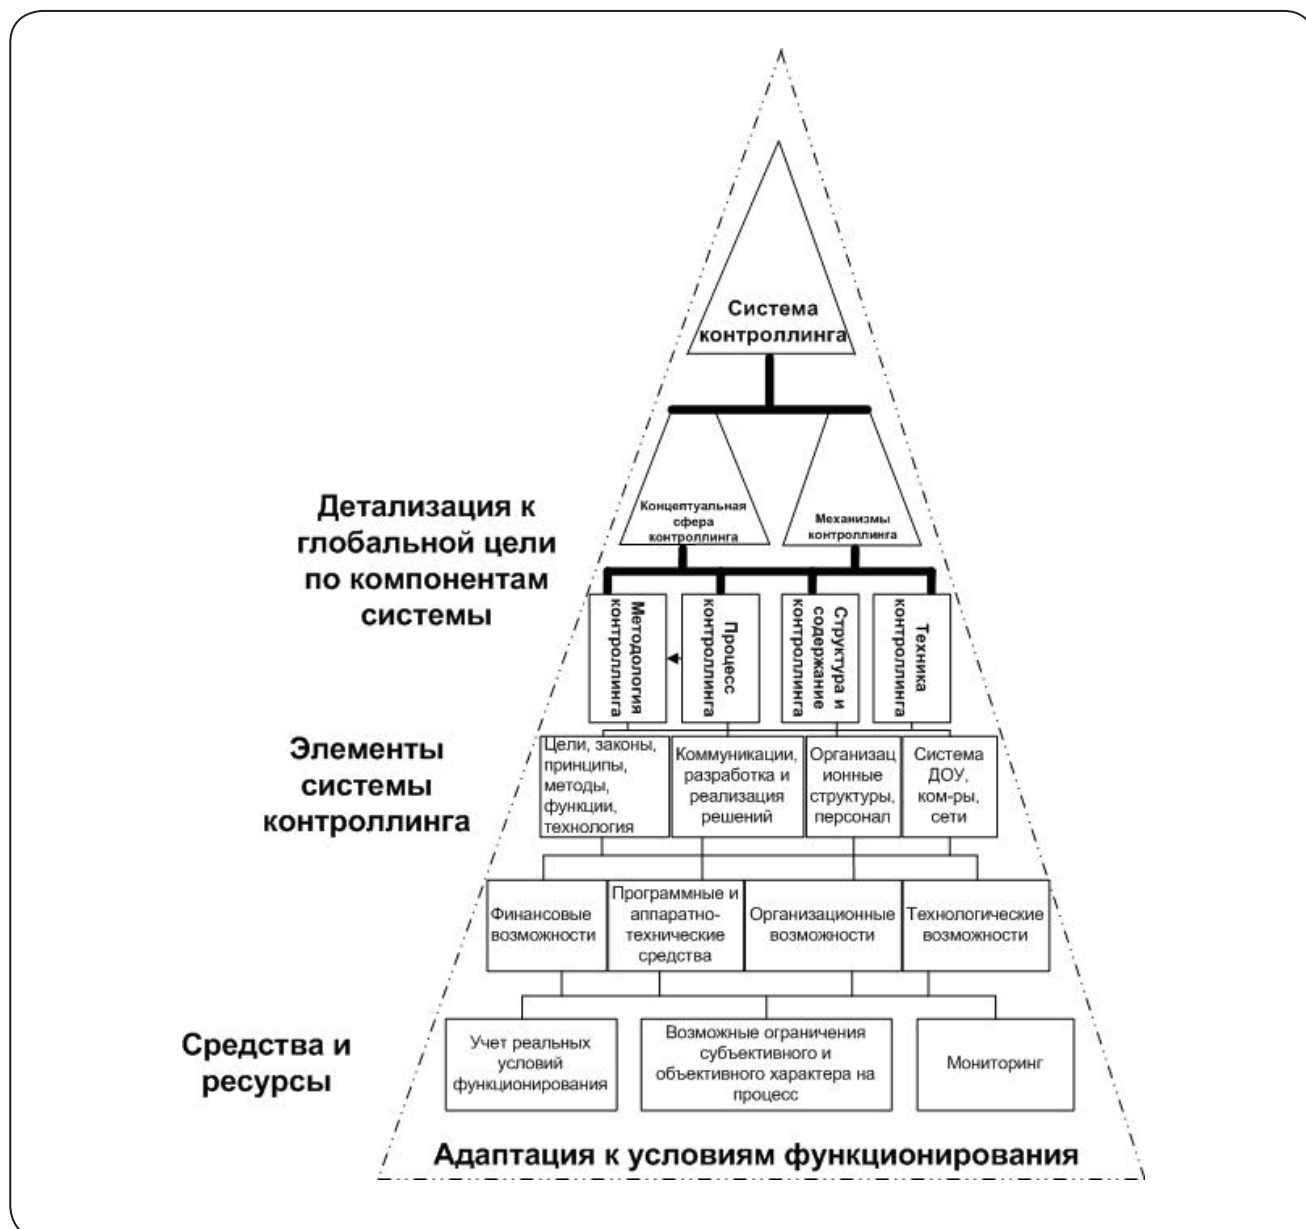 Система
контроллинга
Концептуальная
сфера
контроллинга
Механизмы
контроллинга
Детализация к
глобальной цели
по компонентам
системы
Методология
контроллинга
Процесс
контроллинга
Структура и
содержание
контроллинга
Техника
контроллинга
Элементы
системы
контроллинга
Цели, законы,
принципы,
методы,
функции,
технология
Коммуникации,
разработка и
реализация
решений
Организац
ионные
структуры,
персонал
Система
ДОУ,
ком-ры,
сети
Финансовые
возможности
Программные и
аппаратно-
технические
средства
Организационные
возможности
Технологические
возможности
Средства и
ресурсы
Учет реальных
условий
функционирования
Возможные ограничения
субъективного и
объективного характера на
процесс
Мониторинг
Адаптация к условиям функционирования